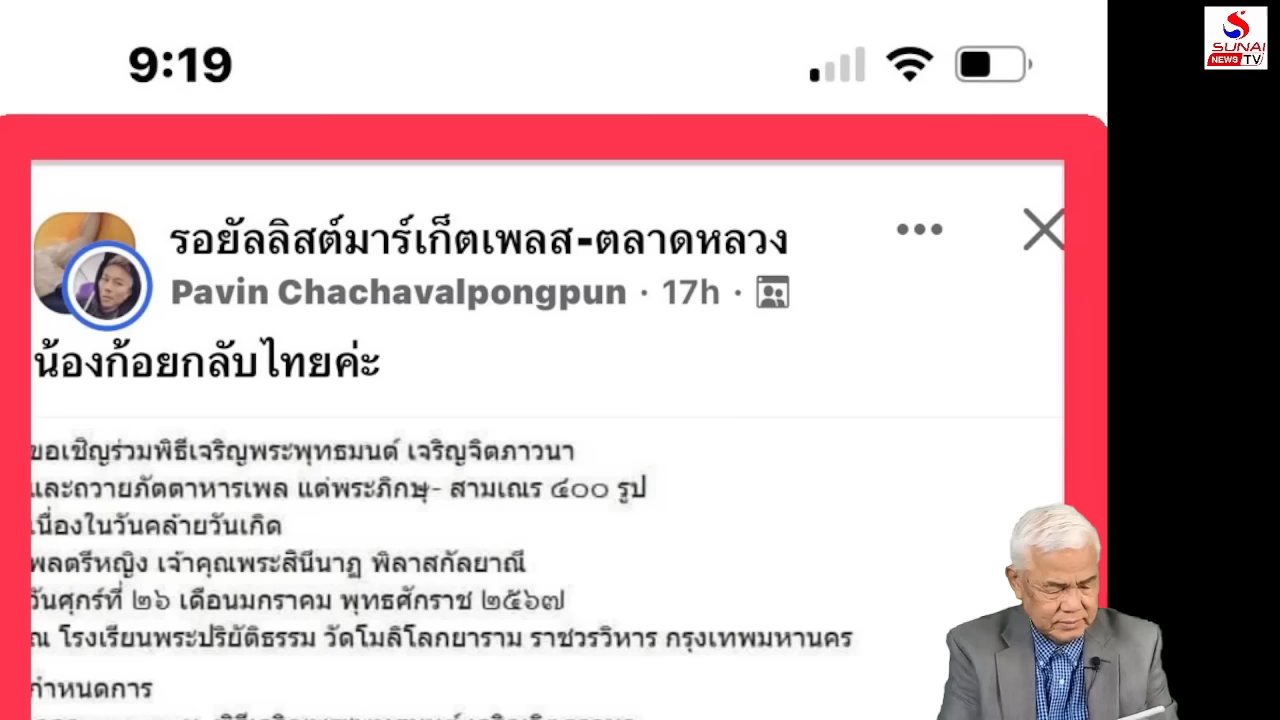 9:19
SUNAI
NEWS TV
รอยัลลิสต์มาร์เก็ตเพลส-ตลาดหลวง
Pavin Chachavalpongpun · 17h ·
น้องก้อยกลับไทยค่ะ
ขอเชิญร่วมพิธีเจริญพระพุทธมนต์ เจริญจิตภาวนา
และถวายภัตตาหารเพล แด่พระภิกษุ- สามเณร ๔๐๐ รูป
เนื่องในวันคล้ายวันเกิด
พลตรีหญิง เจ้าคุณพระสินีนาฏ พิลาสกัลยาณี
วันศุกร์ที่ ๒๖ เดือนมกราคม พุทธศักราช ๒๕๖๗
ณ โรงเรียนพระปริยัติธรรม วัดโมลีโลกยาราม ราชวรวิหาร กรุงเทพมหานคร
กำหนดการ